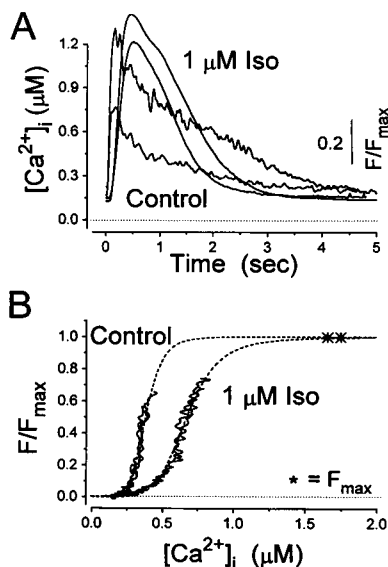 A
1.2
0.9
0.6
0.3
0.0
[Ca2+]i (μM)
1 μM Iso
0.2
F/Fmax
Control
0 1 2 3 4 5
Time (sec)
B
1.0
0.8
0.6
0.4
0.2
0.0
F/Fmax
Control
1 μM Iso
* = Fmax
0.0 0.5 1.0 1.5 2.0
[Ca2+]i (μM)